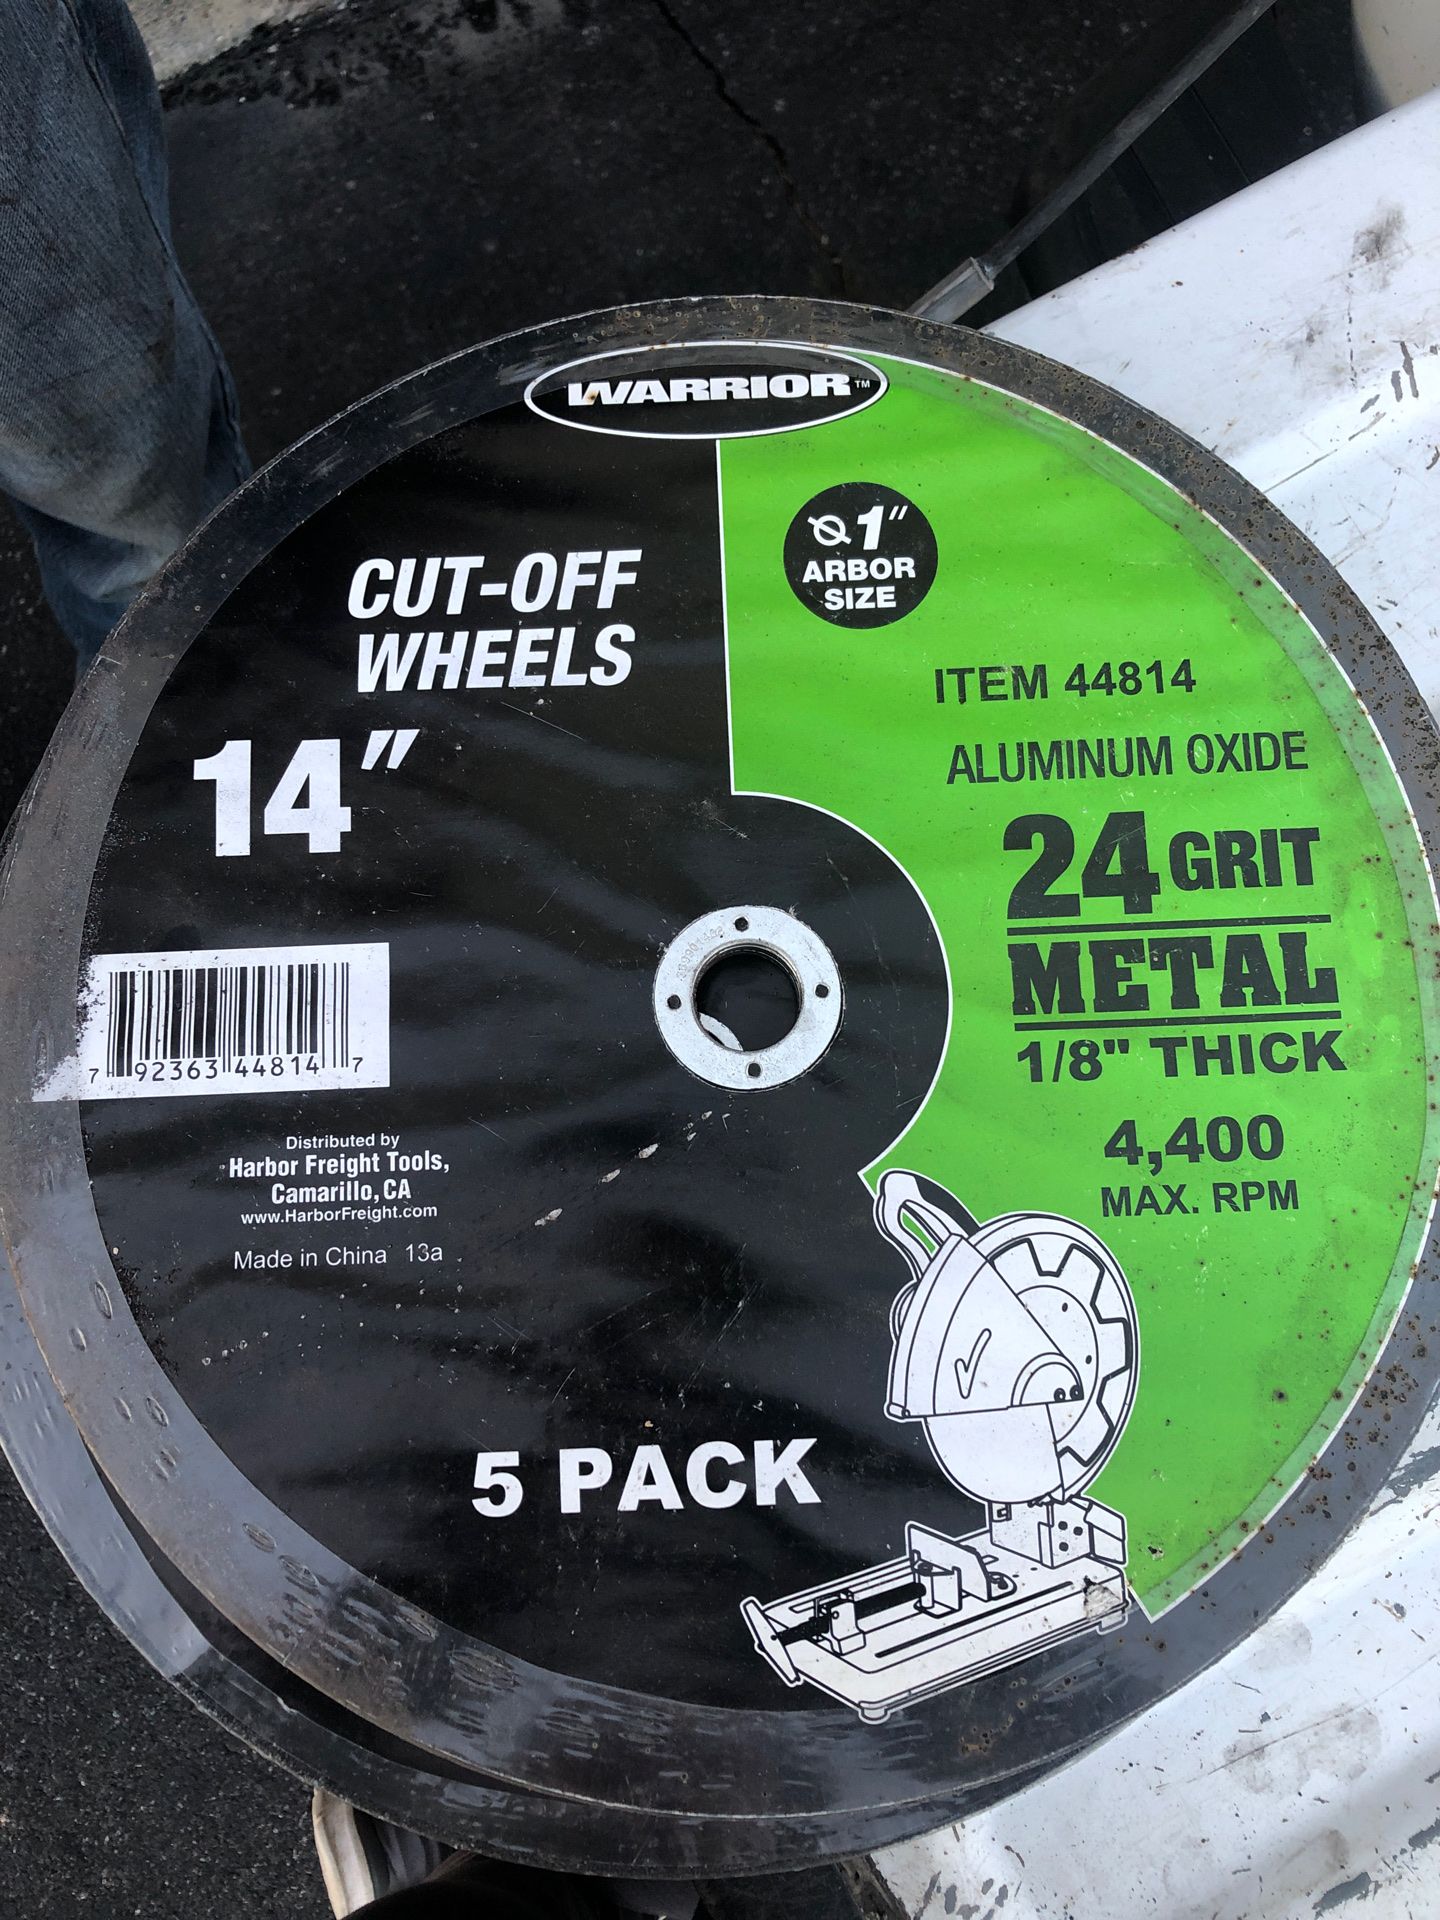 WARRIOR™
Ø1"
ARBOR
SIZE
CUT-OFF
WHEELS
14"
ITEM 44814
ALUMINUM OXIDE
24 GRIT
METAL
1/8" THICK
4,400
MAX. RPM
7 92363 44814 7
Distributed by
Harbor Freight Tools,
Camarillo, CA
www.HarborFreight.com
Made in China 13a
5 PACK